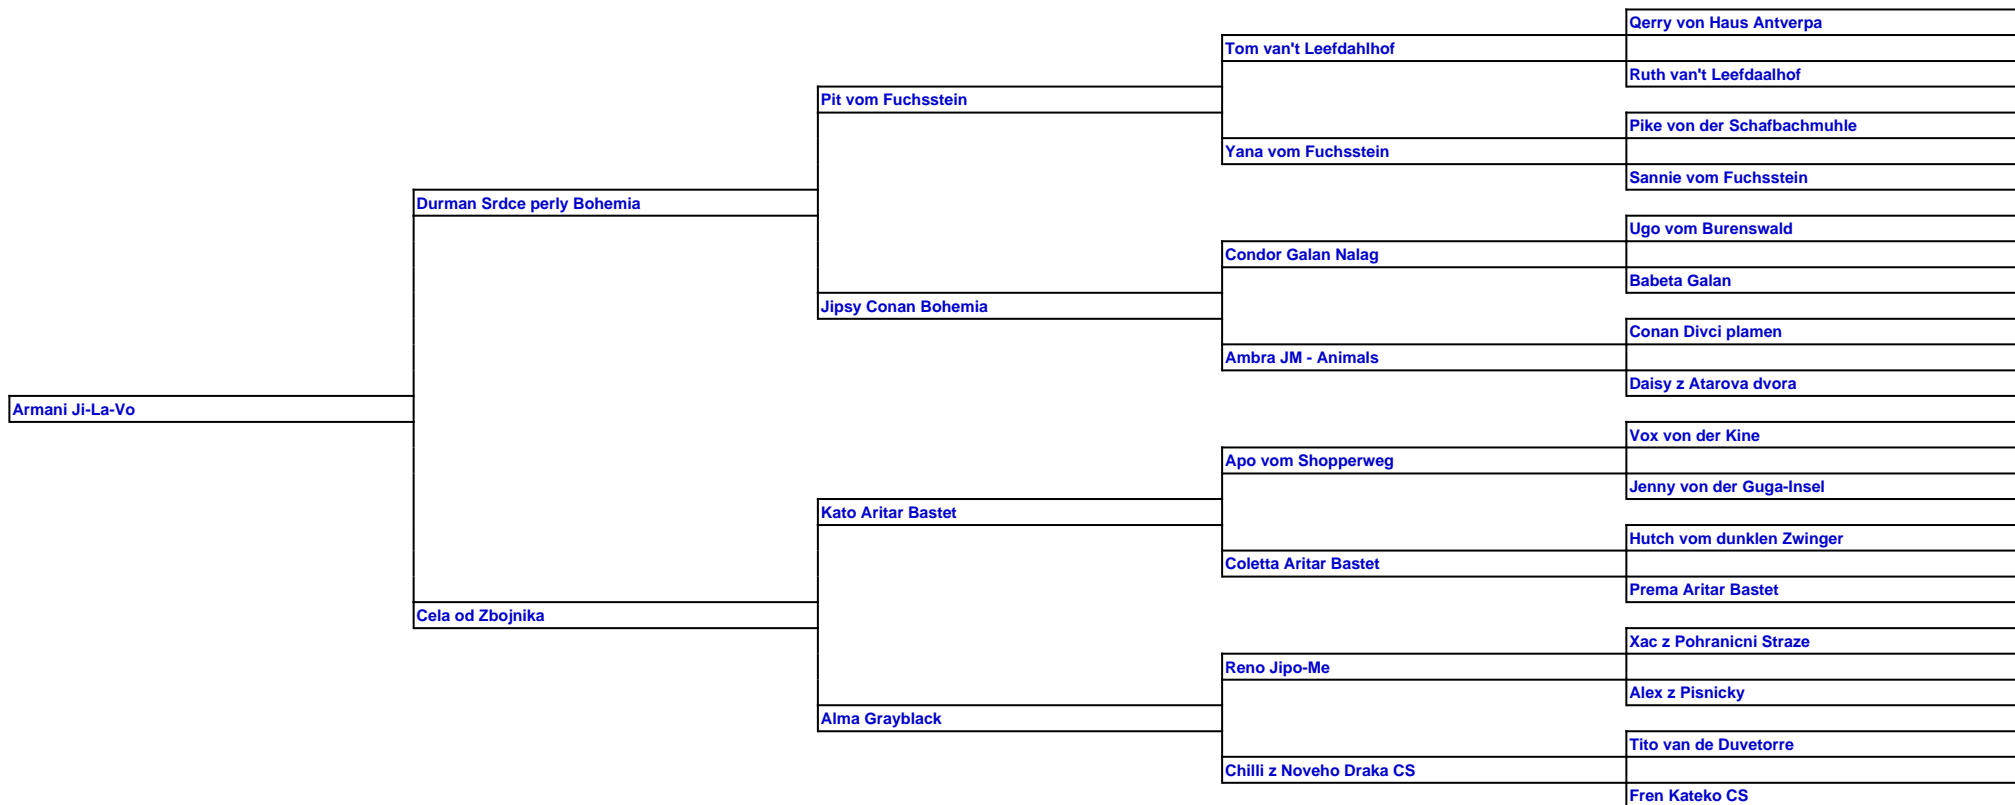 Qerry von Haus Antverpa
Tom van't Leefdahlhof
Ruth van't Leefdaalhof
Pit vom Fuchsstein
Pike von der Schafbachmuhle
Yana vom Fuchsstein
Sannie vom Fuchsstein
Durman Srdce perly Bohemia
Ugo vom Burenswald
Condor Galan Nalag
Babeta Galan
Jipsy Conan Bohemia
Conan Divci plamen
Ambra JM - Animals
Daisy z Atarova dvora
Armani Ji-La-Vo
Vox von der Kine
Apo vom Shopperweg
Jenny von der Guga-Insel
Kato Aritar Bastet
Hutch vom dunklen Zwinger
Coletta Aritar Bastet
Prema Aritar Bastet
Cela od Zbojnika
Xac z Pohranicni Straze
Reno Jipo-Me
Alex z Pisnicky
Alma Grayblack
Tito van de Duvetorre
Chilli z Noveho Draka CS
Fren Kateko CS